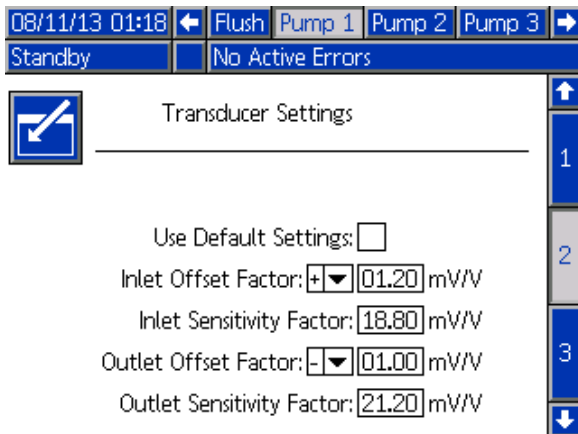 08/11/13 01:18 Flush Pump 1 Pump 2 Pump 3
Standby No Active Errors
Transducer Settings
1
Use Default Settings:
2
Inlet Offset Factor: + 01.20 mV/V
Inlet Sensitivity Factor: 18.80 mV/V
Outlet Offset Factor: - 01.00 mV/V
3
Outlet Sensitivity Factor: 21.20 mV/V